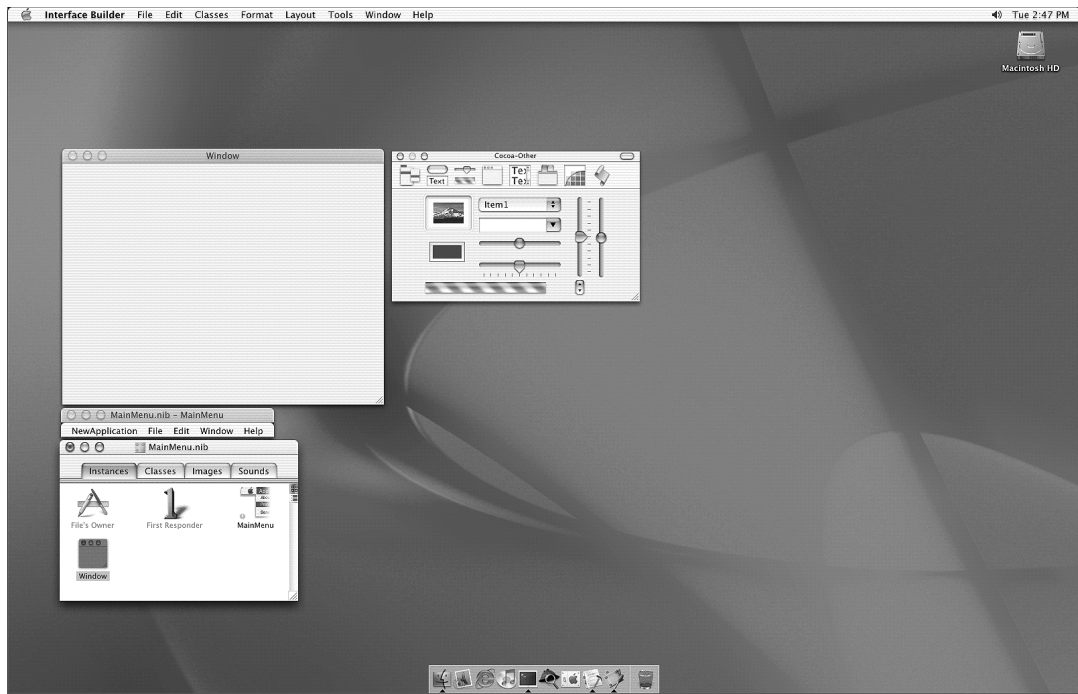 Interface Builder File Edit Classes Format Layout Tools Window Help Tue 2:47 PM
Macintosh HD
Window
Cocoa-Other
Text
Item1
MainMenu.nib – MainMenu
NewApplication File Edit Window Help
MainMenu.nib
Instances Classes Images Sounds
File's Owner First Responder MainMenu
Window